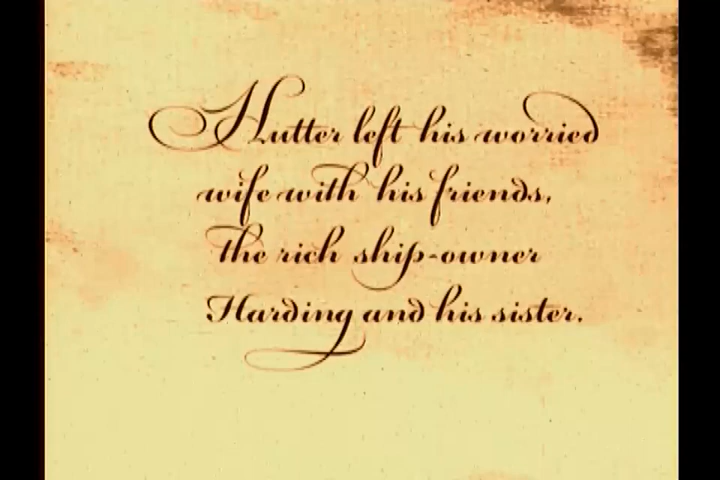 Hutter left his worried
wife with his friends,
the rich ship-owner
Harding and his sister.